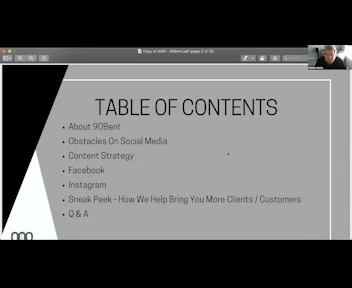 TABLE OF CONTENTS
About 908ent
Obstacles On Social Media
Content Strategy
Facebook
Instagram
Sneak Peek - How We Help Bring You More Clients / Customers
Q & A